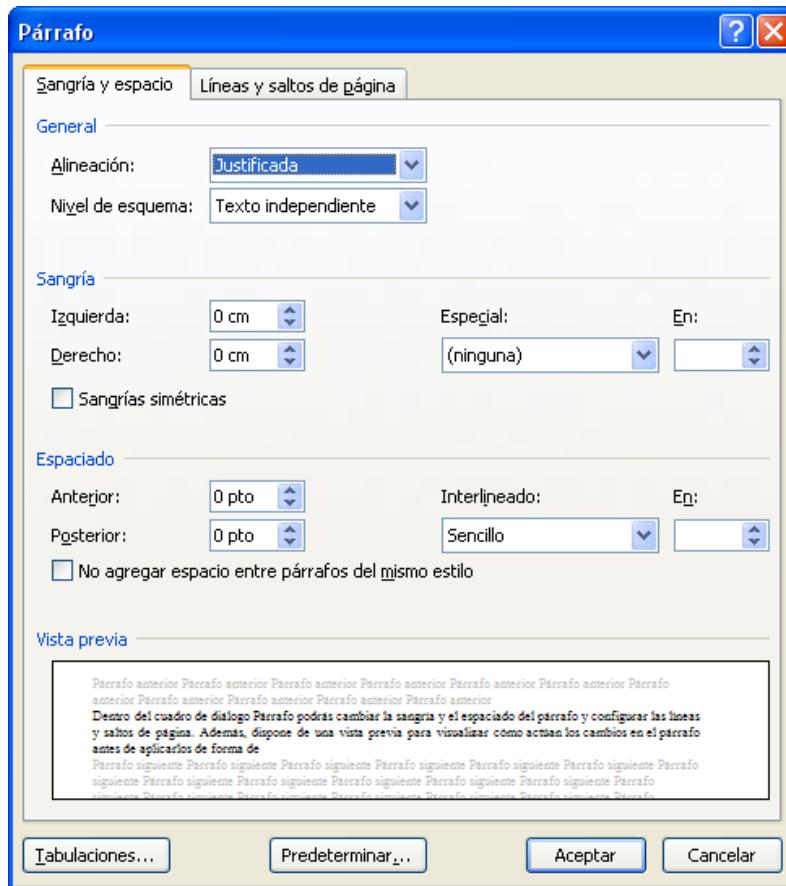 Párrafo
Sangría y espacio Líneas y saltos de página
General
Alineación: Justificada
Nivel de esquema: Texto independiente
Sangría
Izquierda: 0 cm Especial: En:
Derecho: 0 cm (ninguna)
Sangrías simétricas
Espaciado
Anterior: 0 pto Interlineado: En:
Posterior: 0 pto Sencillo
No agregar espacio entre párrafos del mismo estilo
Vista previa
Párrafo anterior Párrafo anterior Párrafo anterior Párrafo anterior Párrafo anterior Párrafo anterior Párrafo
anterior Párrafo anterior Párrafo anterior Párrafo anterior Párrafo anterior
Dentro del cuadro de diálogo Párrafo podrás cambiar la sangría y el espaciado del párrafo y configurar las líneas
y saltos de página. Además, dispone de una vista previa para visualizar cómo actúan los cambios en el párrafo
antes de aplicarlos de forma de
Párrafo siguiente Párrafo siguiente Párrafo siguiente Párrafo siguiente Párrafo siguiente Párrafo siguiente Párrafo
siguiente Párrafo siguiente Párrafo siguiente Párrafo siguiente Párrafo siguiente Párrafo
siguiente Párrafo siguiente Párrafo siguiente Párrafo siguiente Párrafo siguiente Párrafo
Tabulaciones... Predeterminar... Aceptar Cancelar